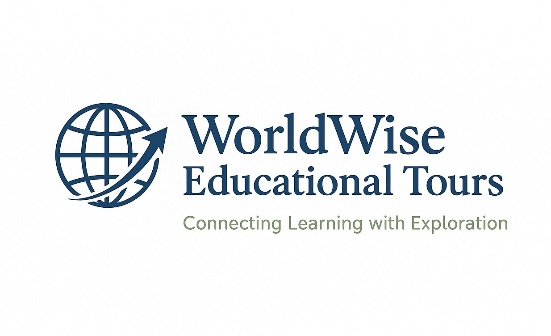 WorldWise
Educational Tours
Connecting Learning with Exploration